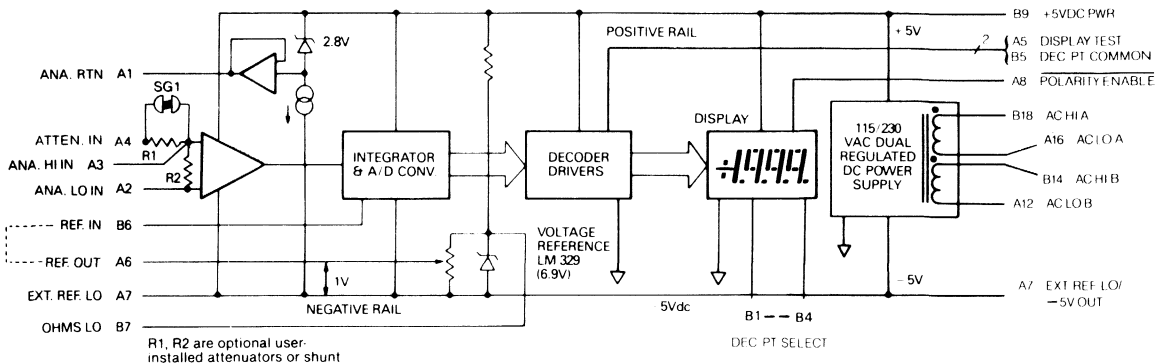 B9 +5VDC PWR
POSITIVE RAIL
+5V
2
A5 DISPLAY TEST
B5 DEC PT COMMON
2.8V
ANA. RTN A1
A8 POLARITY ENABLE
SG1
DISPLAY
115/230
VAC DUAL
REGULATED
DC POWER
SUPPLY
B18 AC HI A
ATTEN. IN A4
R1
A16 AC LO A
INTEGRATOR
& A/D CONV.
DECODER
DRIVERS
ANA. HI IN A3
R2
B14 AC HI B
ANA. LO IN A2
A12 AC LO B
REF. IN B6
VOLTAGE
REFERENCE
LM 329
(6.9V)
REF. OUT A6
1V
-5V
EXT. REF. LO A7
NEGATIVE RAIL
5Vdc
A7 EXT REF LO/
-5V OUT
B1 -- B4
OHMS LO B7
DEC PT SELECT
R1, R2 are optional user-
installed attenuators or shunt